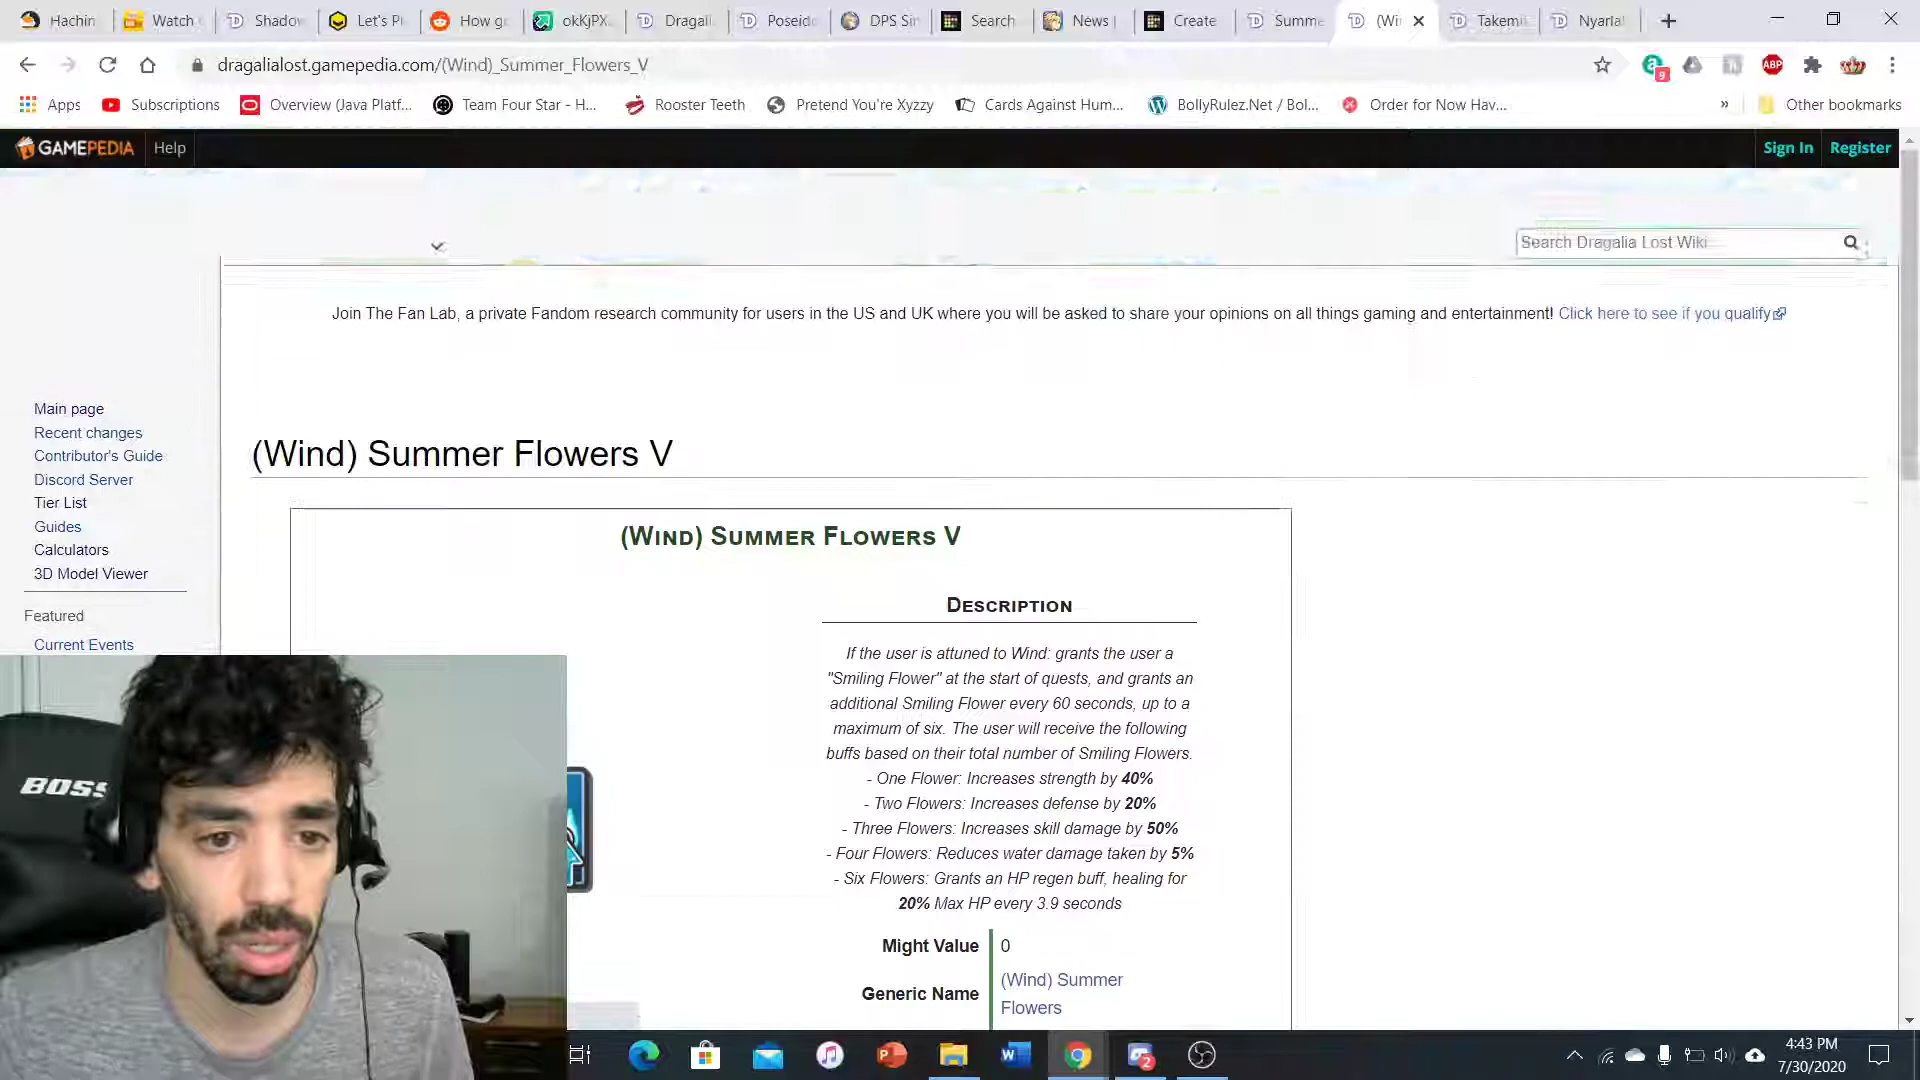 Hachin
Watch
Shadow
Let's Pl
How g
okKjPX
Dragali
Poseido
DPS Sim
Search
News
Create
Summe
(Win
Takemi
Nyarlat
dragalialost.gamepedia.com/(Wind)_Summer_Flowers_V
9
ABP
Apps
Subscriptions
Overview (Java Platf...
Team Four Star - H...
Rooster Teeth
Pretend You're Xyzzy
Cards Against Hum...
BollyRulez.Net / Bol...
Order for Now Hav...
»
Other bookmarks
GAMEPEDIA
Help
Sign In
Register
Search Dragalia Lost Wiki
Join The Fan Lab, a private Fandom research community for users in the US and UK where you will be asked to share your opinions on all things gaming and entertainment! Click here to see if you qualify
Main page
Recent changes
Contributor's Guide
Discord Server
Tier List
Guides
Calculators
3D Model Viewer
Featured
Current Events
(Wind) Summer Flowers V
(Wind) Summer Flowers V
Description
If the user is attuned to Wind: grants the user a
"Smiling Flower" at the start of quests, and grants an
additional Smiling Flower every 60 seconds, up to a
maximum of six. The user will receive the following
buffs based on their total number of Smiling Flowers.
- One Flower: Increases strength by 40%
- Two Flowers: Increases defense by 20%
- Three Flowers: Increases skill damage by 50%
- Four Flowers: Reduces water damage taken by 5%
- Six Flowers: Grants an HP regen buff, healing for
20% Max HP every 3.9 seconds
Might Value 0
Generic Name (Wind) Summer
Flowers
BOSS
2
4:43 PM
7/30/2020